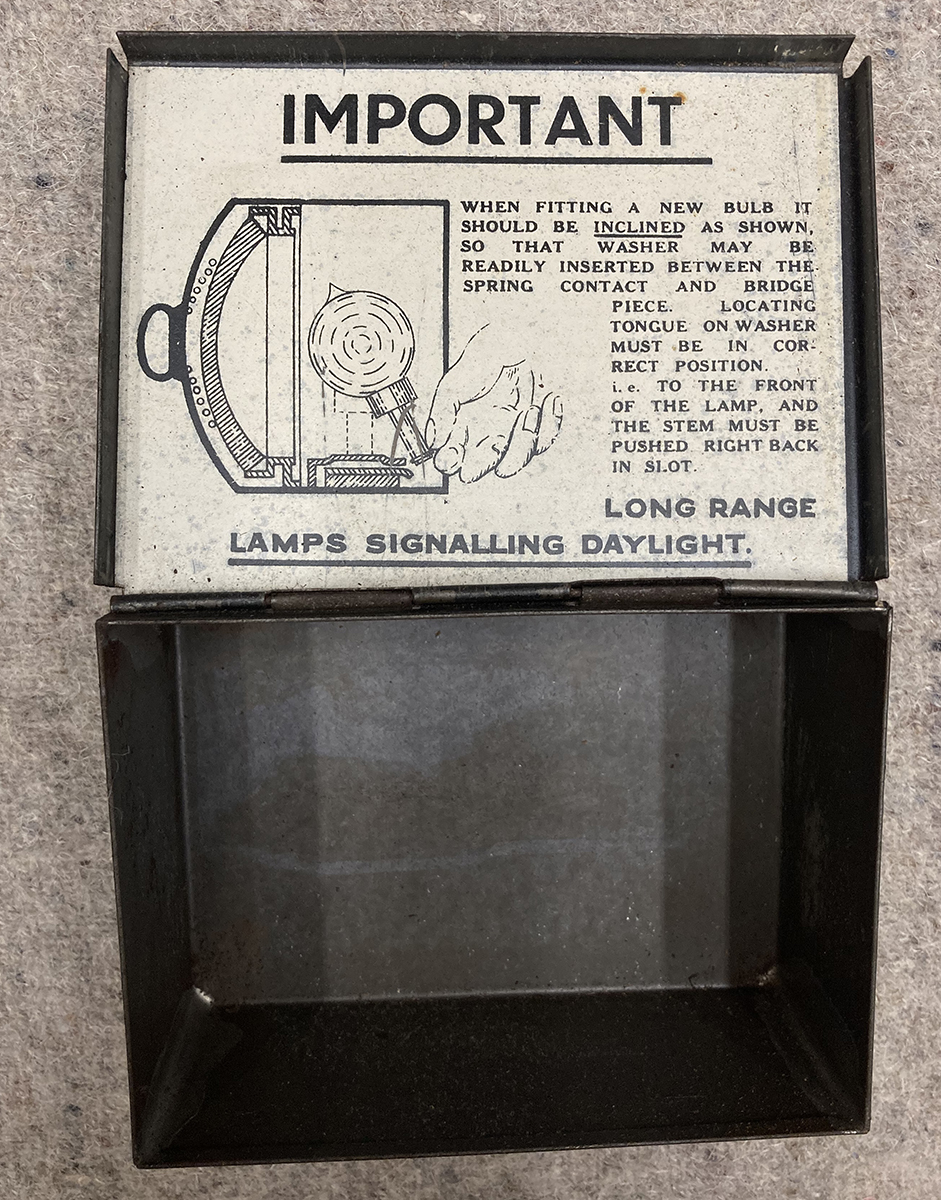 IMPORTANT
WHEN FITTING A NEW BULB IT
SHOULD BE INCLINED AS SHOWN,
SO THAT WASHER MAY BE
READILY INSERTED BETWEEN THE
SPRING CONTACT AND BRIDGE
PIECE. LOCATING
TONGUE ON WASHER
MUST BE IN COR-
RECT POSITION.
i.e. TO THE FRONT
OF THE LAMP, AND
THE STEM MUST BE
PUSHED RIGHT BACK
IN SLOT.
LONG RANGE
LAMPS SIGNALLING DAYLIGHT.